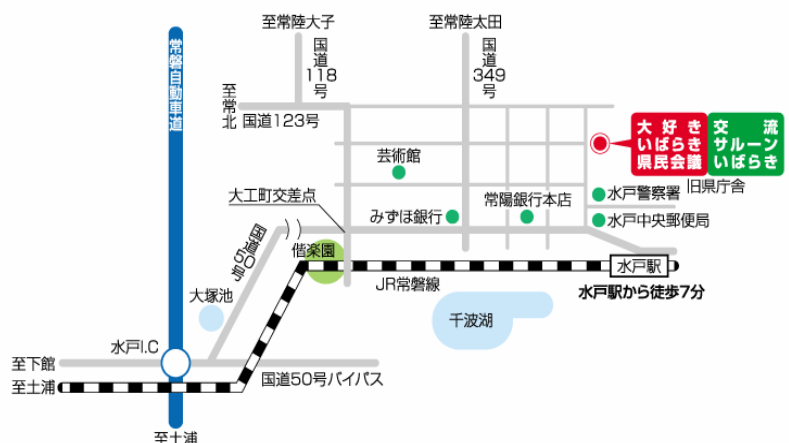 至常陸大子
至常陸太田
国道118号
国道349号
常磐自動車道
至常北
国道123号
大好き
いばらき
県民会議
交流
サルーン
いばらき
芸術館
大工町交差点
みずほ銀行
常陽銀行本店
水戸警察署
旧県庁舎
水戸中央郵便局
国道50号
偕楽園
水戸駅
JR常磐線
水戸駅から徒歩7分
大塚池
千波湖
水戸I.C
至下館
至土浦
国道50号バイパス
至土浦